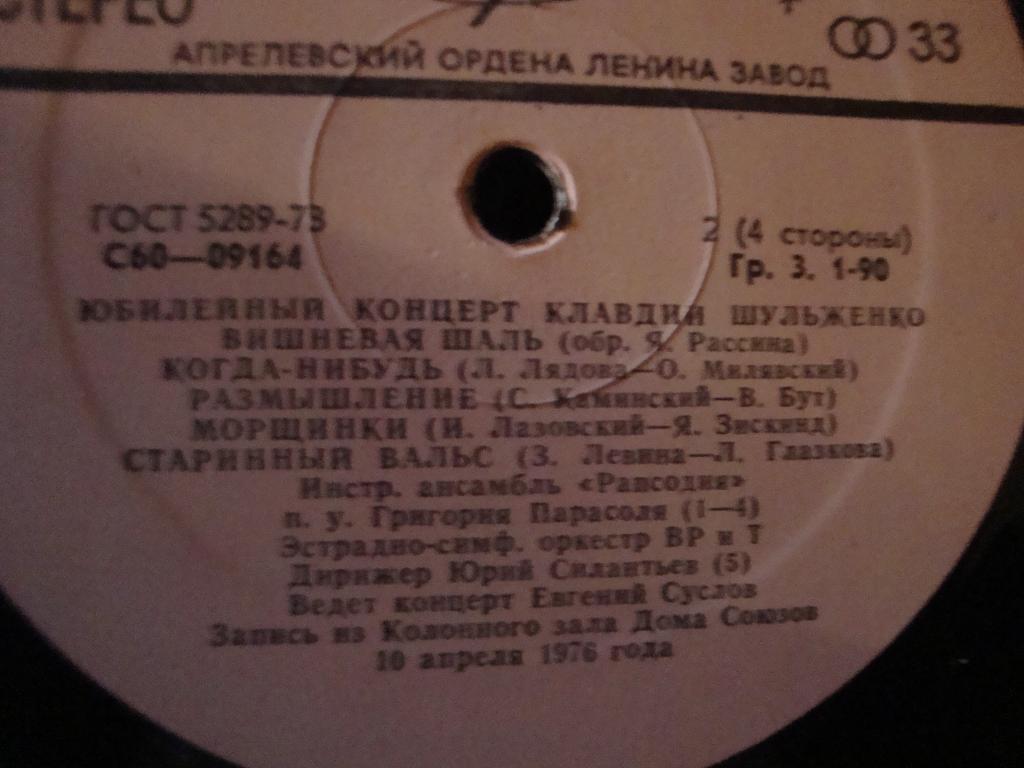 СТЕРЕО
33
АПРЕЛЕВСКИЙ ОРДЕНА ЛЕНИНА ЗАВОД
ГОСТ 5289-73
2 (4 стороны)
С60—09164
Гр. 3. 1-90
ЮБИЛЕЙНЫЙ КОНЦЕРТ КЛАВДИИ ШУЛЬЖЕНКО
ВИШНЕВАЯ ШАЛЬ (обр. Я. Рассина)
КОГДА-НИБУДЬ (Л. Лядова—О. Милявский)
РАЗМЫШЛЕНИЕ (С. Каминский—В. Бут)
МОРЩИНКИ (И. Лазовский—Я. Зискинд)
СТАРИННЫЙ ВАЛЬС (З. Левина—Л. Глазкова)
Инстр. ансамбль «Рапсодия»
п. у. Григория Парасоля (1—4)
Эстрадно-симф. оркестр ВР и Т
Дирижер Юрий Силантьев (5)
Ведет концерт Евгений Суслов
Запись из Колонного зала Дома Союзов
10 апреля 1976 года